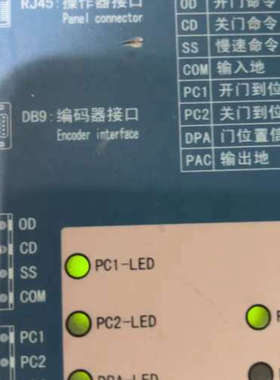 RJ45: 操作器接口
Panel connector
DB9: 编码器接口
Encoder interface
OD 开门命令
CD 关门命令
SS 慢速命令
COM 输入地
PC1 开门到位
PC2 关门到位
DPA 门位置信
PAC 输出地
OD
CD
SS
COM
PC1
PC2
PC1-LED
PC2-LED
DPA-LED